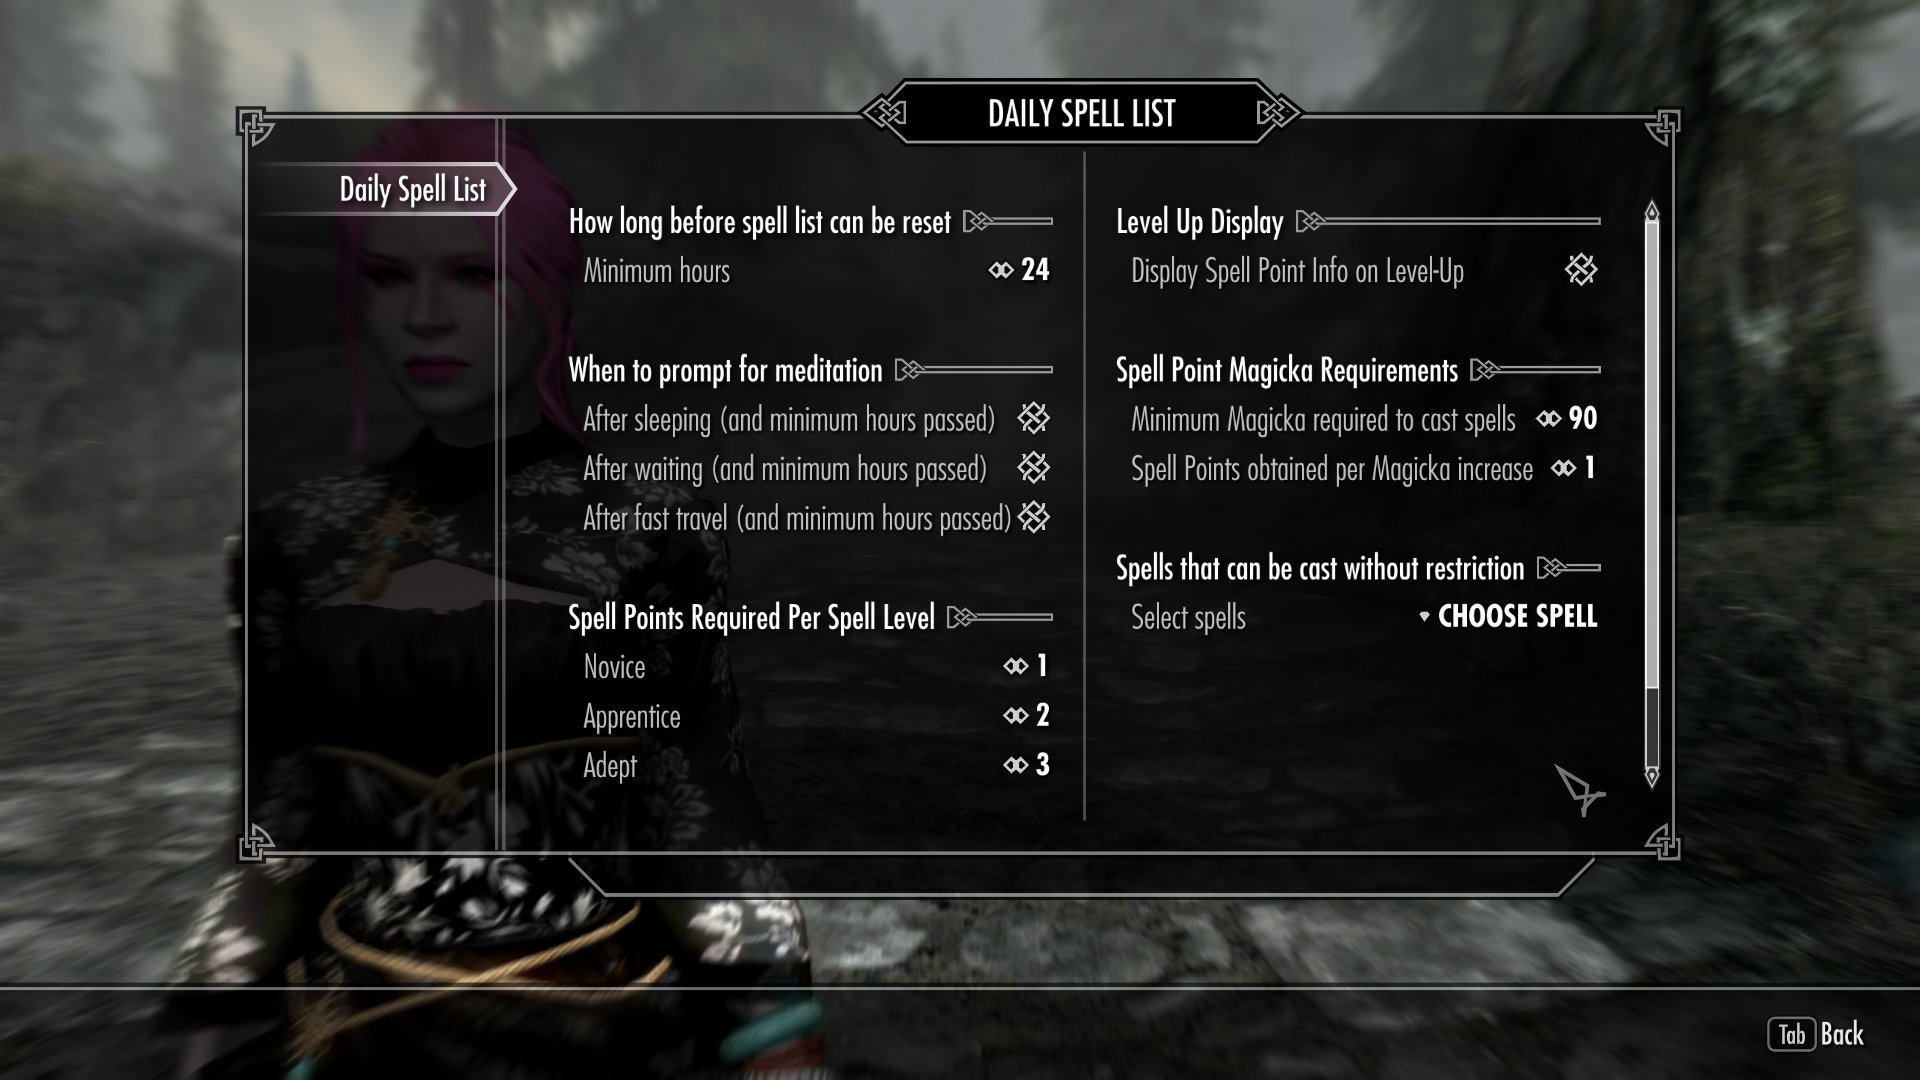 DAILY SPELL LIST
Daily Spell List
How long before spell list can be reset
Minimum hours 24
When to prompt for meditation
After sleeping (and minimum hours passed)
After waiting (and minimum hours passed)
After fast travel (and minimum hours passed)
Spell Points Required Per Spell Level
Novice 1
Apprentice 2
Adept 3
Level Up Display
Display Spell Point Info on Level-Up
Spell Point Magicka Requirements
Minimum Magicka required to cast spells 90
Spell Points obtained per Magicka increase 1
Spells that can be cast without restriction
Select spells CHOOSE SPELL
Tab Back